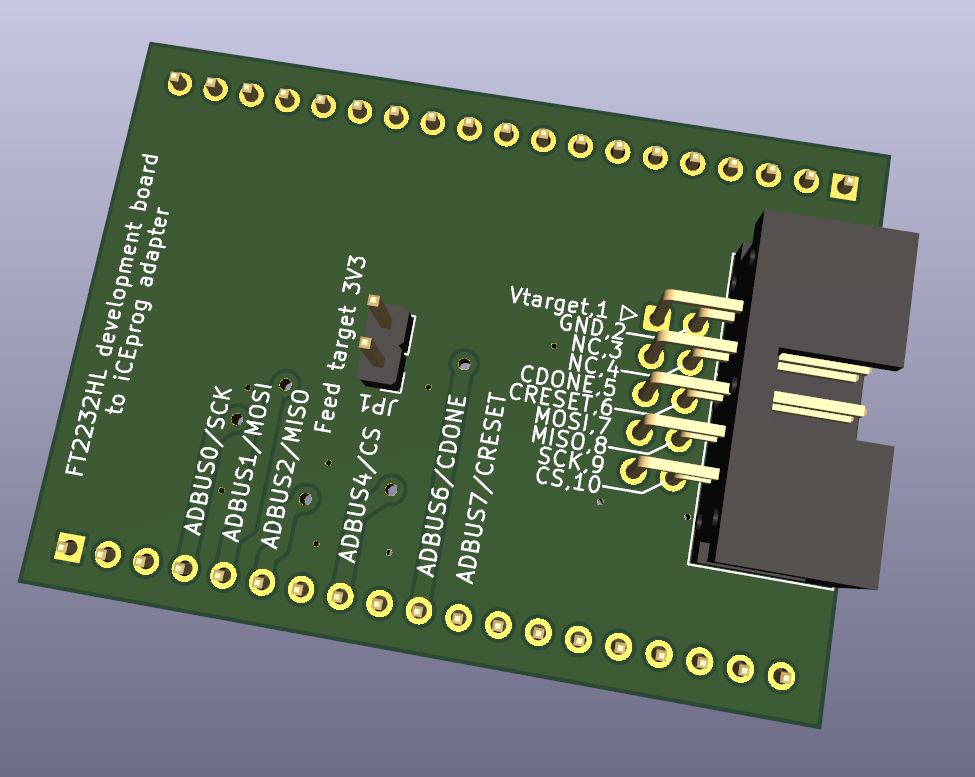 FT2232HL development board
to iCEprog adapter
Feed target 3V3
JP1
Vtarget,1
GND,2
NC,3
NC,4
CDONE,5
CRESET,6
MOSI,7
MISO,8
SCK,9
CS,10
ADBUS0/SCK
ADBUS1/MOSI
ADBUS2/MISO
ADBUS4/CS
ADBUS6/CDONE
ADBUS7/CRESET